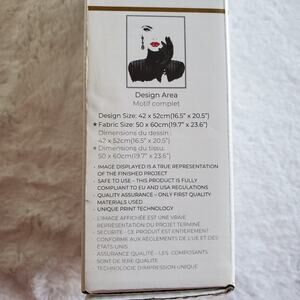 Design Area
Motif complet
Design Size: 42 x 52cm(16.5" x 20.5")
★ Fabric Size: 50 x 60cm(19.7" x 23.6")
Dimensions du dessin :
42 x 52cm(16.5" x 20.5")
★ Dimensions du tissu:
50 x 60cm(19.7" x 23.6")
• IMAGE DISPLAYED IS A TRUE REPRESENTATION
OF THE FINISHED PROJECT
• SAFE TO USE – THIS PRODUCT IS FULLY
COMPLIANT TO EU AND USA REGULATIONS
• QUALITY ASSURANCE – ONLY FIRST QUALITY
MATERIALS USED
• UNIQUE PRINT TECHNOLOGY
• L'IMAGE AFFICHÉE EST UNE VRAIE
REPRÉSENTATION DU PROJET TERMINÉ
• SECURITE - CE PRODUIT EST ENTIÈREMENT
CONFORME AUX RÈGLEMENTS DE L'UE ET DES
ÉTATS UNIS
• ASSURANCE QUALITÉ – LES COMPOSANTS
SONT DE 1ERE QUALITE
• TECHNOLOGIE D'IMPRESSION UNIQUE